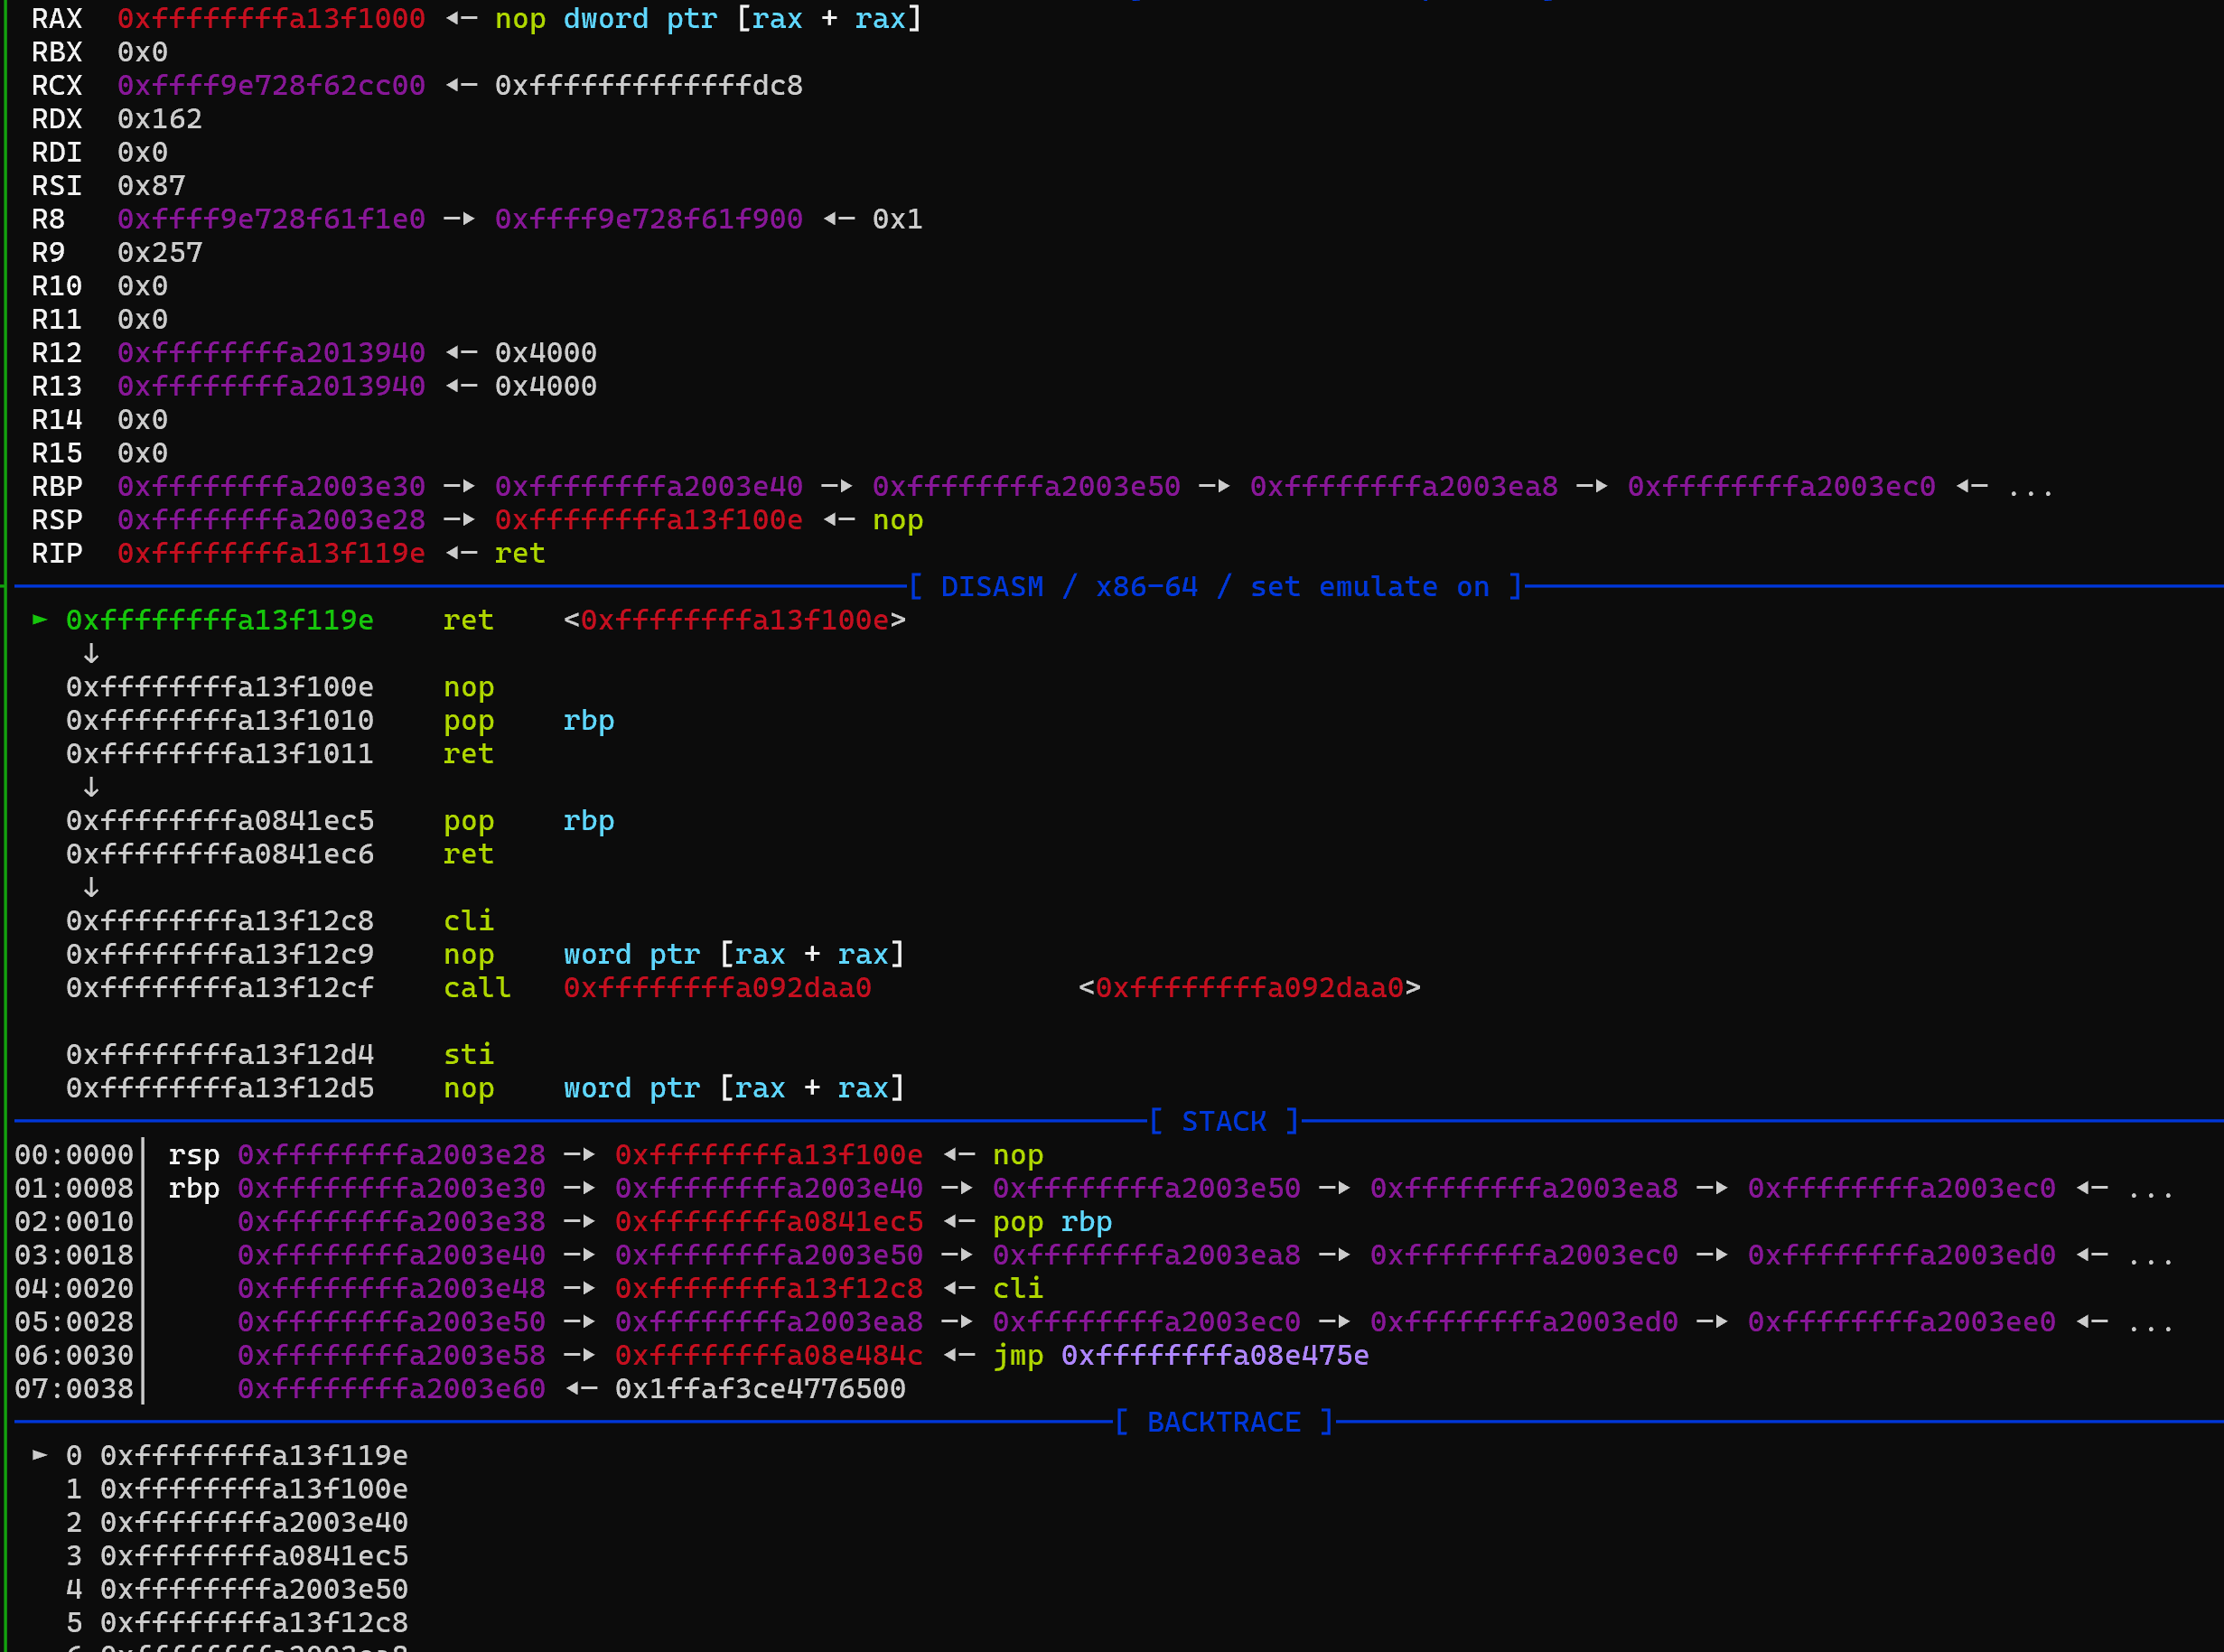 RAX 0xffffffffa13f1000 ◂— nop dword ptr [rax + rax]
RBX 0x0
RCX 0xffff9e728f62cc00 ◂— 0xfffffffffffffdc8
RDX 0x162
RDI 0x0
RSI 0x87
R8 0xffff9e728f61f1e0 —▸ 0xffff9e728f61f900 ◂— 0x1
R9 0x257
R10 0x0
R11 0x0
R12 0xffffffffa2013940 ◂— 0x4000
R13 0xffffffffa2013940 ◂— 0x4000
R14 0x0
R15 0x0
RBP 0xffffffffa2003e30 —▸ 0xffffffffa2003e40 —▸ 0xffffffffa2003e50 —▸ 0xffffffffa2003ea8 —▸ 0xffffffffa2003ec0 ◂— ...
RSP 0xffffffffa2003e28 —▸ 0xffffffffa13f100e ◂— nop
RIP 0xffffffffa13f119e ◂— ret
[ DISASM / x86-64 / set emulate on ]
► 0xffffffffa13f119e ret <0xffffffffa13f100e>
↓
0xffffffffa13f100e nop
0xffffffffa13f1010 pop rbp
0xffffffffa13f1011 ret
↓
0xffffffffa0841ec5 pop rbp
0xffffffffa0841ec6 ret
↓
0xffffffffa13f12c8 cli
0xffffffffa13f12c9 nop word ptr [rax + rax]
0xffffffffa13f12cf call 0xffffffffa092daa0 <0xffffffffa092daa0>
0xffffffffa13f12d4 sti
0xffffffffa13f12d5 nop word ptr [rax + rax]
[ STACK ]
00:0000│ rsp 0xffffffffa2003e28 —▸ 0xffffffffa13f100e ◂— nop
01:0008│ rbp 0xffffffffa2003e30 —▸ 0xffffffffa2003e40 —▸ 0xffffffffa2003e50 —▸ 0xffffffffa2003ea8 —▸ 0xffffffffa2003ec0 ◂— ...
02:0010│ 0xffffffffa2003e38 —▸ 0xffffffffa0841ec5 ◂— pop rbp
03:0018│ 0xffffffffa2003e40 —▸ 0xffffffffa2003e50 —▸ 0xffffffffa2003ea8 —▸ 0xffffffffa2003ec0 —▸ 0xffffffffa2003ed0 ◂— ...
04:0020│ 0xffffffffa2003e48 —▸ 0xffffffffa13f12c8 ◂— cli
05:0028│ 0xffffffffa2003e50 —▸ 0xffffffffa2003ea8 —▸ 0xffffffffa2003ec0 —▸ 0xffffffffa2003ed0 —▸ 0xffffffffa2003ee0 ◂— ...
06:0030│ 0xffffffffa2003e58 —▸ 0xffffffffa08e484c ◂— jmp 0xffffffffa08e475e
07:0038│ 0xffffffffa2003e60 ◂— 0x1ffaf3ce4776500
[ BACKTRACE ]
► 0 0xffffffffa13f119e
1 0xffffffffa13f100e
2 0xffffffffa2003e40
3 0xffffffffa0841ec5
4 0xffffffffa2003e50
5 0xffffffffa13f12c8